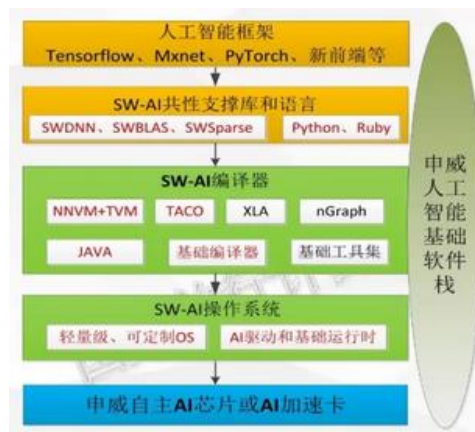 人工智能框架
Tensorflow、Mxnet、PyTorch、新前端等
SW-AI共性支撑库和语言
SWDNN、SWBLAS、SWSparse
Python、Ruby
SW-AI编译器
NNVM+TVM
TACO
XLA
nGraph
JAVA
基础编译器
基础工具集
SW-AI操作系统
轻量级、可定制OS
AI驱动和基础运行时
申威自主AI芯片或AI加速卡
申威
人工
智能
基础
软件
栈